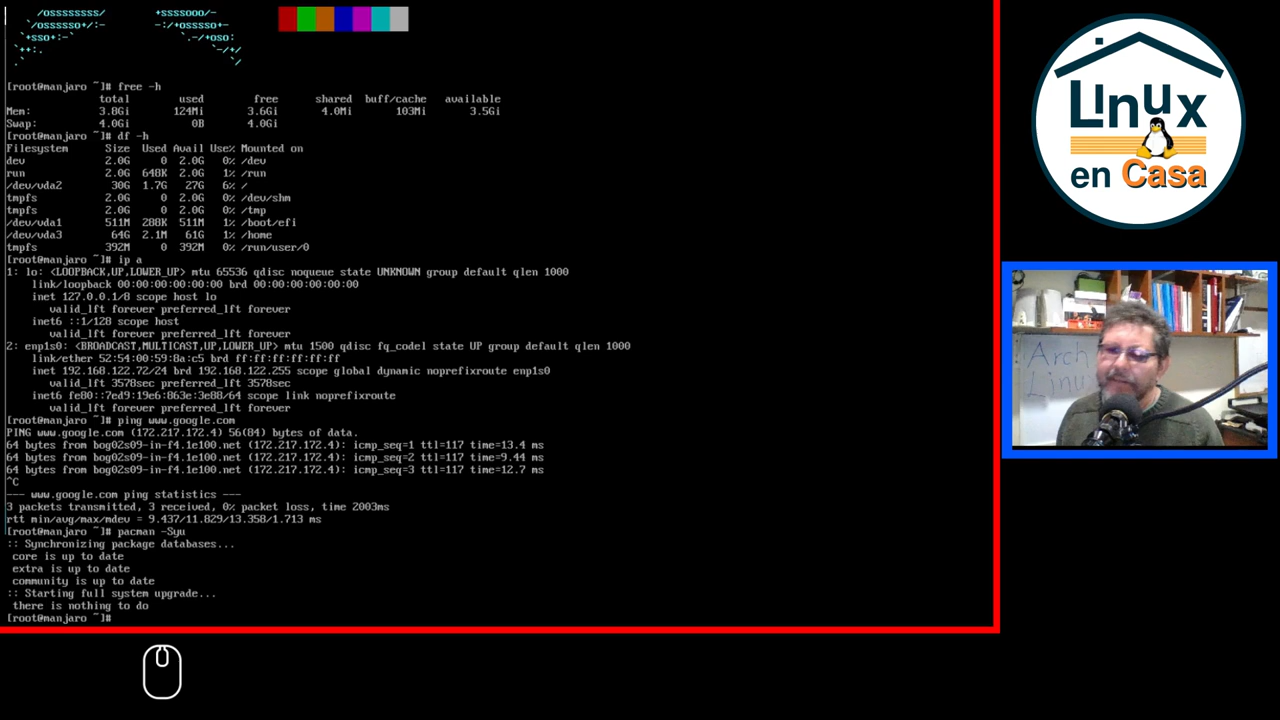 /ossssssss/        +ssssooo/-
`/ossssso+/:-        -:/+osssso+-
`+sso+:-`                 `.-/+oso:
`++:.                           `-/+/
.`                                 `/
[root@manjaro ~]# free -h
total        used        free      shared  buff/cache   available
Mem:          3.8Gi       124Mi       3.6Gi       4.0Mi       103Mi       3.5Gi
Swap:         4.0Gi          0B       4.0Gi
[root@manjaro ~]# df -h
Filesystem      Size  Used Avail Use% Mounted on
dev             2.0G     0  2.0G   0% /dev
run             2.0G  648K  2.0G   1% /run
/dev/vda2        30G  1.7G   27G   6% /
tmpfs           2.0G     0  2.0G   0% /dev/shm
tmpfs           2.0G     0  2.0G   0% /tmp
/dev/vda1       511M  288K  511M   1% /boot/efi
/dev/vda3        64G  2.1M   61G   1% /home
tmpfs           392M     0  392M   0% /run/user/0
[root@manjaro ~]# ip a
1: lo: <LOOPBACK,UP,LOWER_UP> mtu 65536 qdisc noqueue state UNKNOWN group default qlen 1000
link/loopback 00:00:00:00:00:00 brd 00:00:00:00:00:00
inet 127.0.0.1/8 scope host lo
valid_lft forever preferred_lft forever
inet6 ::1/128 scope host
valid_lft forever preferred_lft forever
2: enp1s0: <BROADCAST,MULTICAST,UP,LOWER_UP> mtu 1500 qdisc fq_codel state UP group default qlen 1000
link/ether 52:54:00:59:8a:c5 brd ff:ff:ff:ff:ff:ff
inet 192.168.122.72/24 brd 192.168.122.255 scope global dynamic noprefixroute enp1s0
valid_lft 3578sec preferred_lft 3578sec
inet6 fe80::7ed9:19e6:863e:3e88/64 scope link noprefixroute
valid_lft forever preferred_lft forever
[root@manjaro ~]# ping www.google.com
PING www.google.com (172.217.172.4) 56(84) bytes of data.
64 bytes from bog02s09-in-f4.1e100.net (172.217.172.4): icmp_seq=1 ttl=117 time=13.4 ms
64 bytes from bog02s09-in-f4.1e100.net (172.217.172.4): icmp_seq=2 ttl=117 time=9.44 ms
64 bytes from bog02s09-in-f4.1e100.net (172.217.172.4): icmp_seq=3 ttl=117 time=12.7 ms
^C
--- www.google.com ping statistics ---
3 packets transmitted, 3 received, 0% packet loss, time 2003ms
rtt min/avg/max/mdev = 9.437/11.829/13.358/1.713 ms
[root@manjaro ~]# pacman -Syu
:: Synchronizing package databases...
core is up to date
extra is up to date
community is up to date
:: Starting full system upgrade...
there is nothing to do
[root@manjaro ~]#
Linux
en Casa
Arch
Linux